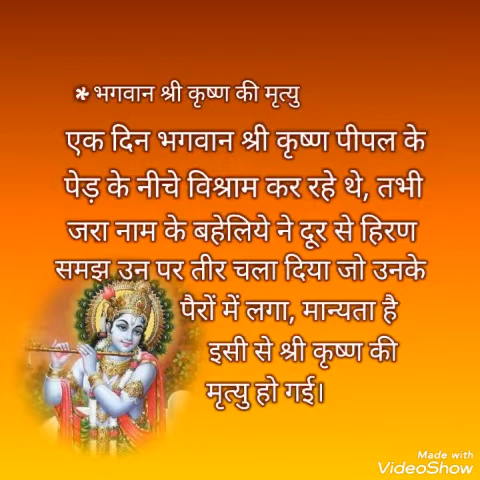 * भगवान श्री कृष्ण की मृत्यु
एक दिन भगवान श्री कृष्ण पीपल के
पेड़ के नीचे विश्राम कर रहे थे, तभी
जरा नाम के बहेलिये ने दूर से हिरण
समझ उन पर तीर चला दिया जो उनके
पैरों में लगा, मान्यता है
इसी से श्री कृष्ण की
मृत्यु हो गई।
Made with
VideoShow